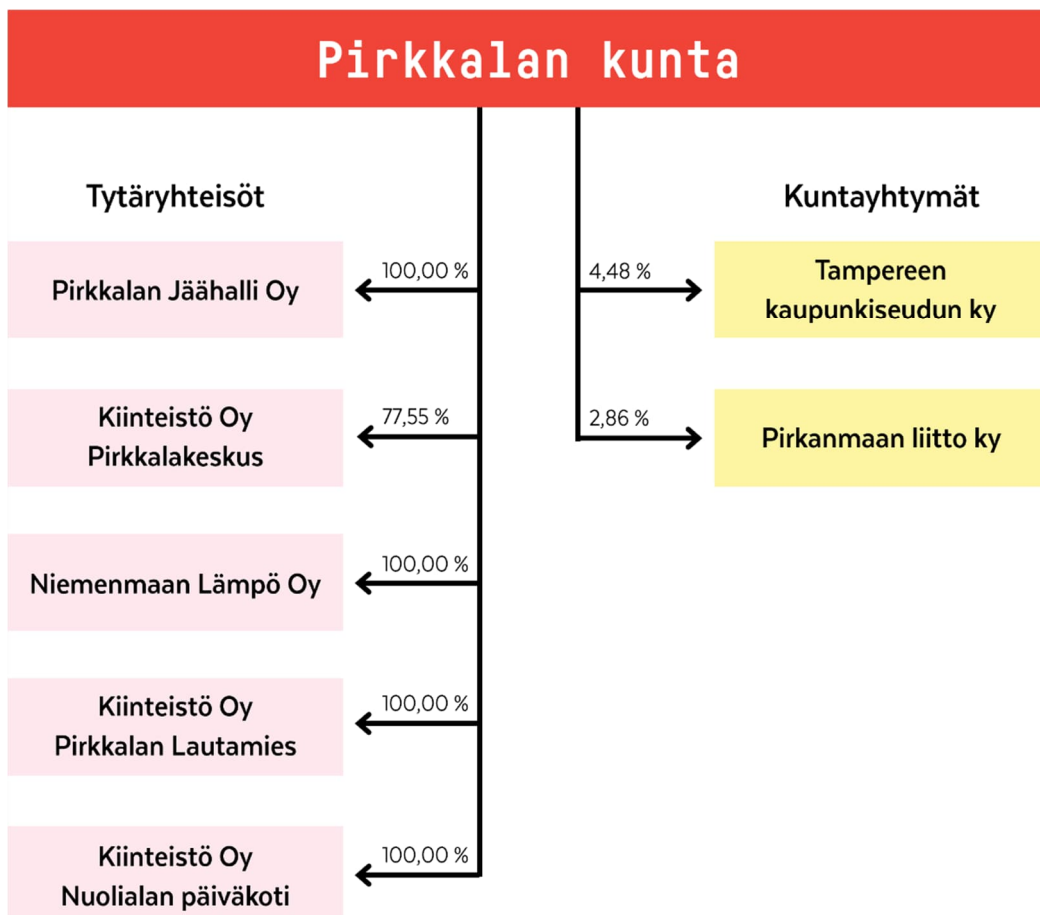 Pirkkalan kunta
Tytäryhteisöt
Pirkkalan Jäähalli Oy
100,00 %
Kiinteistö Oy
Pirkkalakeskus
77,55 %
Niemenmaan Lämpö Oy
100,00 %
Kiinteistö Oy
Pirkkalan Lautamies
100,00 %
Kiinteistö Oy
Nuolialan päiväkoti
100,00 %
Kuntayhtymät
4,48 %
Tampereen
kaupunkiseudun ky
2,86 %
Pirkanmaan liitto ky